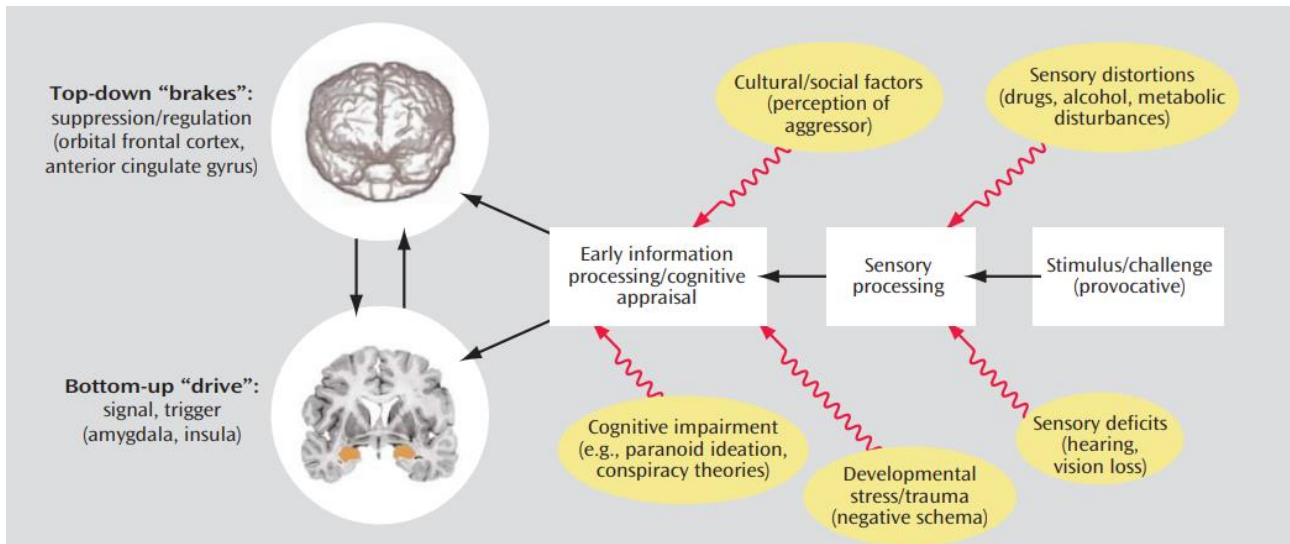 Top-down “brakes”:
suppression/regulation
(orbital frontal cortex,
anterior cingulate gyrus)
Bottom-up “drive”:
signal, trigger
(amygdala, insula)
Cultural/social factors
(perception of
aggressor)
Sensory distortions
(drugs, alcohol, metabolic
disturbances)
Early information
processing/cognitive
appraisal
Sensory
processing
Stimulus/challenge
(provocative)
Cognitive impairment
(e.g., paranoid ideation,
conspiracy theories)
Developmental
stress/trauma
(negative schema)
Sensory deficits
(hearing,
vision loss)